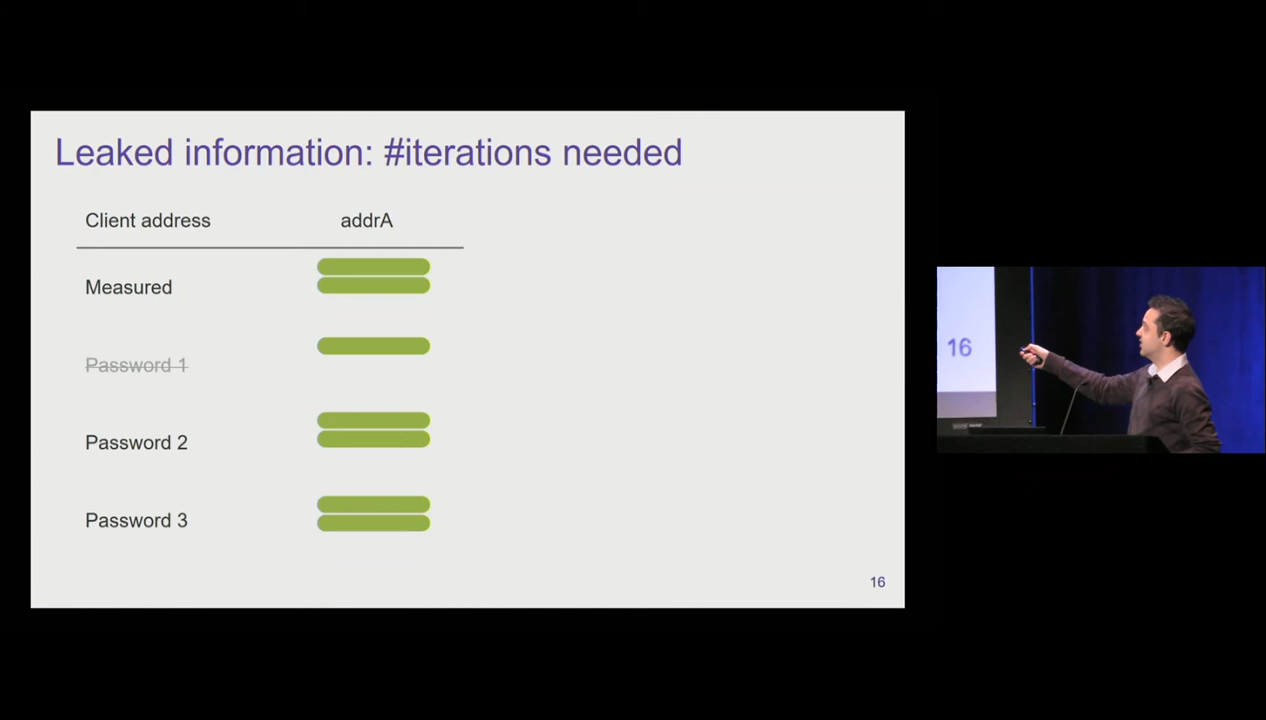 Leaked information: #iterations needed
Client address addrA
Measured
Password 1
Password 2
Password 3
16
16